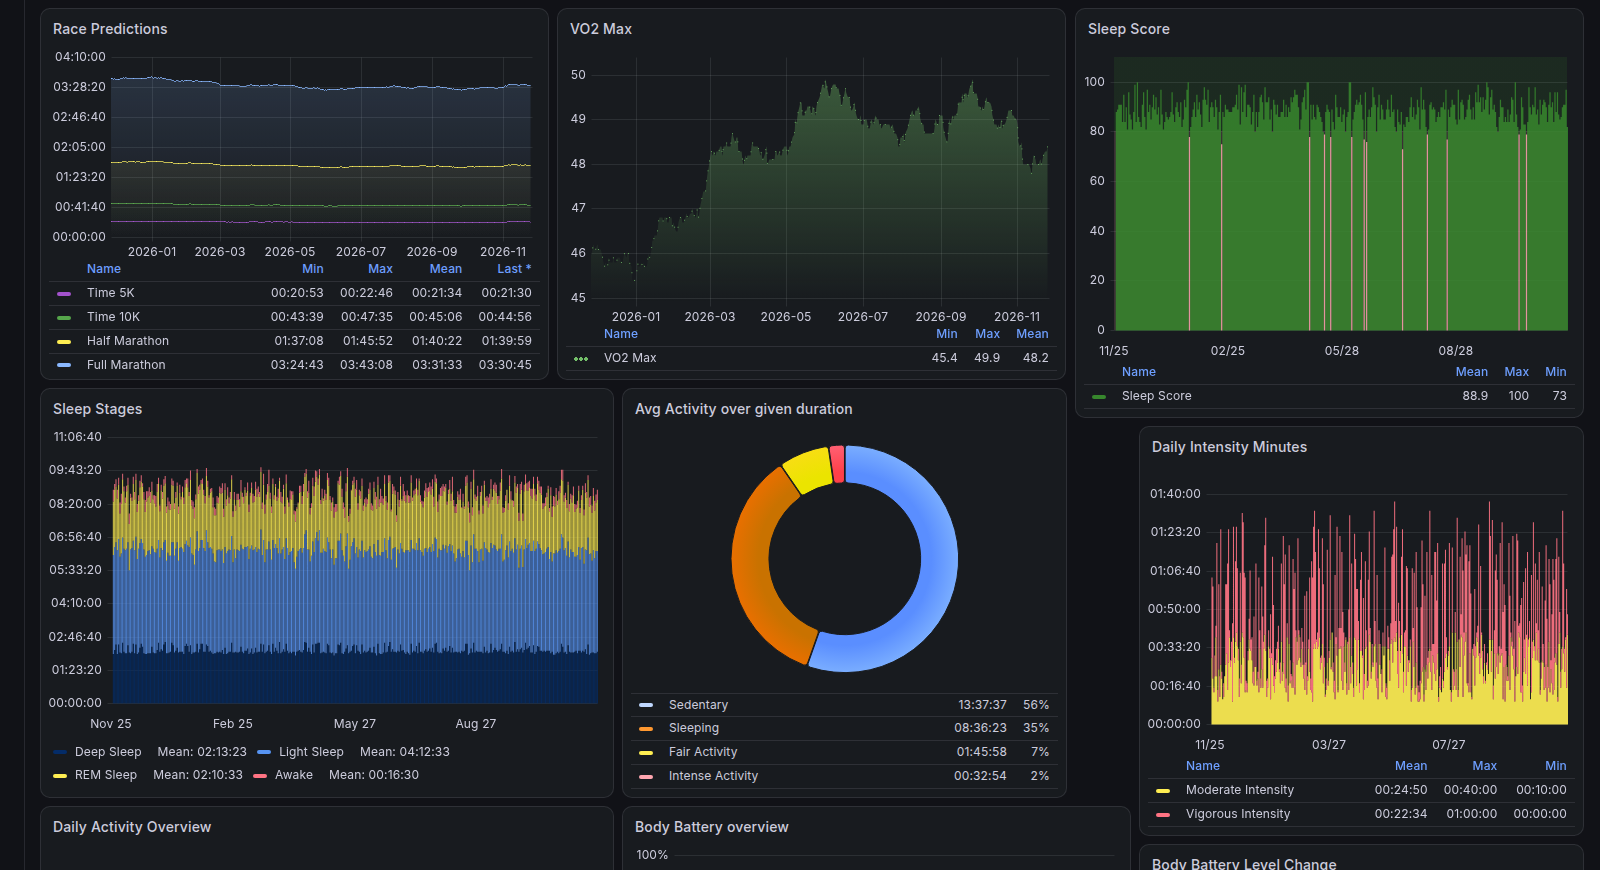 Race Predictions
04:10:00
03:28:20
02:46:40
02:05:00
01:23:20
00:41:40
00:00:00
2026-01 2026-03 2026-05 2026-07 2026-09 2026-11
Name Min Max Mean Last *
Time 5K 00:20:53 00:22:46 00:21:34 00:21:30
Time 10K 00:43:39 00:47:35 00:45:06 00:44:56
Half Marathon 01:37:08 01:45:52 01:40:22 01:39:59
Full Marathon 03:24:43 03:43:08 03:31:33 03:30:45
VO2 Max
50
49
48
47
46
45
2026-01 2026-03 2026-05 2026-07 2026-09 2026-11
Name Min Max Mean
VO2 Max 45.4 49.9 48.2
Sleep Score
100
80
60
40
20
0
11/25 02/25 05/28 08/28
Name Mean Max Min
Sleep Score 88.9 100 73
Sleep Stages
11:06:40
09:43:20
08:20:00
06:56:40
05:33:20
04:10:00
02:46:40
01:23:20
00:00:00
Nov 25 Feb 25 May 27 Aug 27
Deep Sleep Mean: 02:13:23 Light Sleep Mean: 04:12:33
REM Sleep Mean: 02:10:33 Awake Mean: 00:16:30
Avg Activity over given duration
Sedentary 13:37:37 56%
Sleeping 08:36:23 35%
Fair Activity 01:45:58 7%
Intense Activity 00:32:54 2%
Daily Intensity Minutes
01:40:00
01:23:20
01:06:40
00:50:00
00:33:20
00:16:40
00:00:00
11/25 03/27 07/27
Name Mean Max Min
Moderate Intensity 00:24:50 00:40:00 00:10:00
Vigorous Intensity 00:22:34 01:00:00 00:00:00
Daily Activity Overview
Body Battery overview
100%
Body Battery Level Change